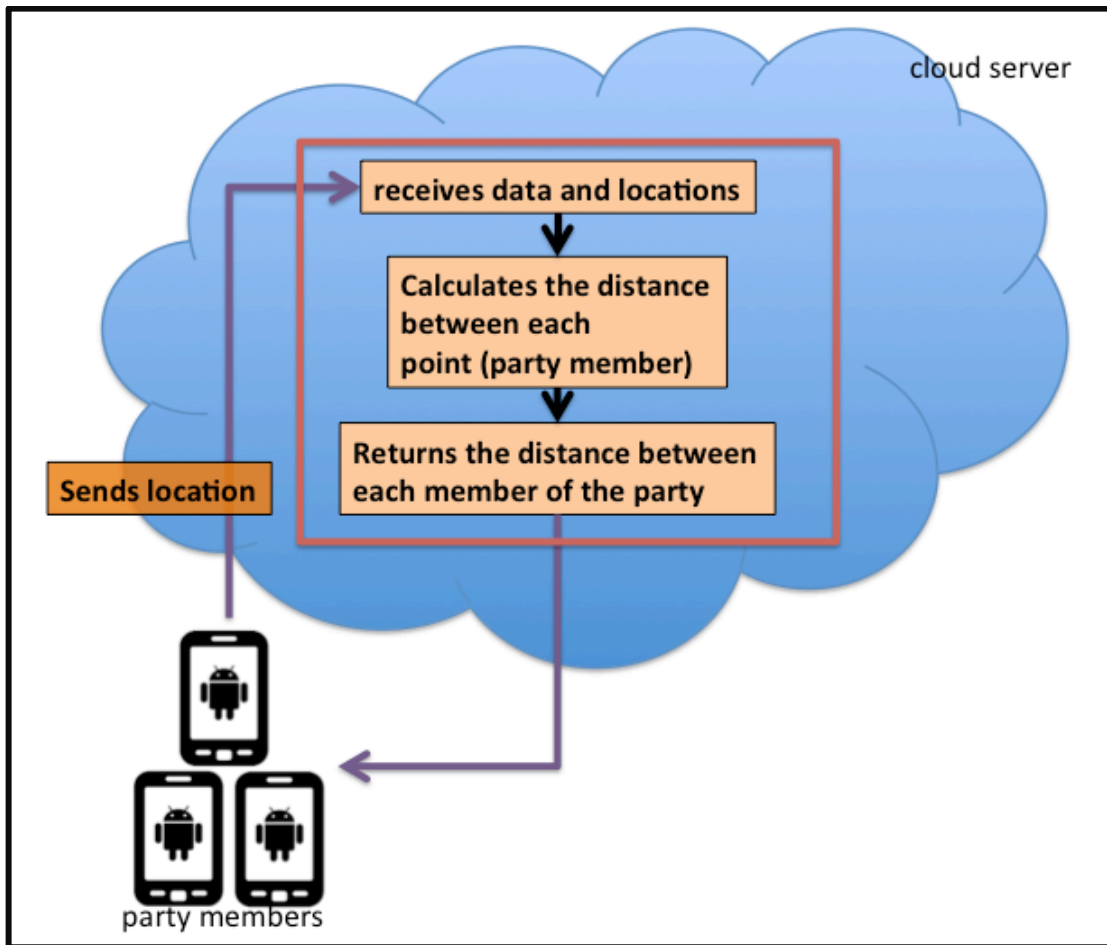 cloud server
receives data and locations
Calculates the distance
between each
point (party member)
Returns the distance between
each member of the party
Sends location
party members